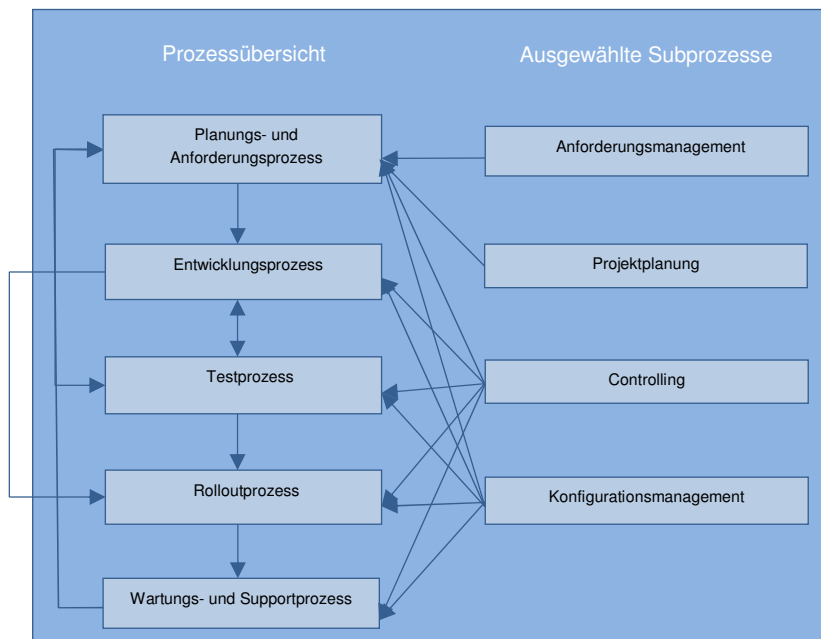 Prozessübersicht
Ausgewählte Subprozesse
Planungs- und
Anforderungsprozess
Anforderungsmanagement
Entwicklungsprozess
Projektplanung
Testprozess
Controlling
Rolloutprozess
Konfigurationsmanagement
Wartungs- und Supportprozess